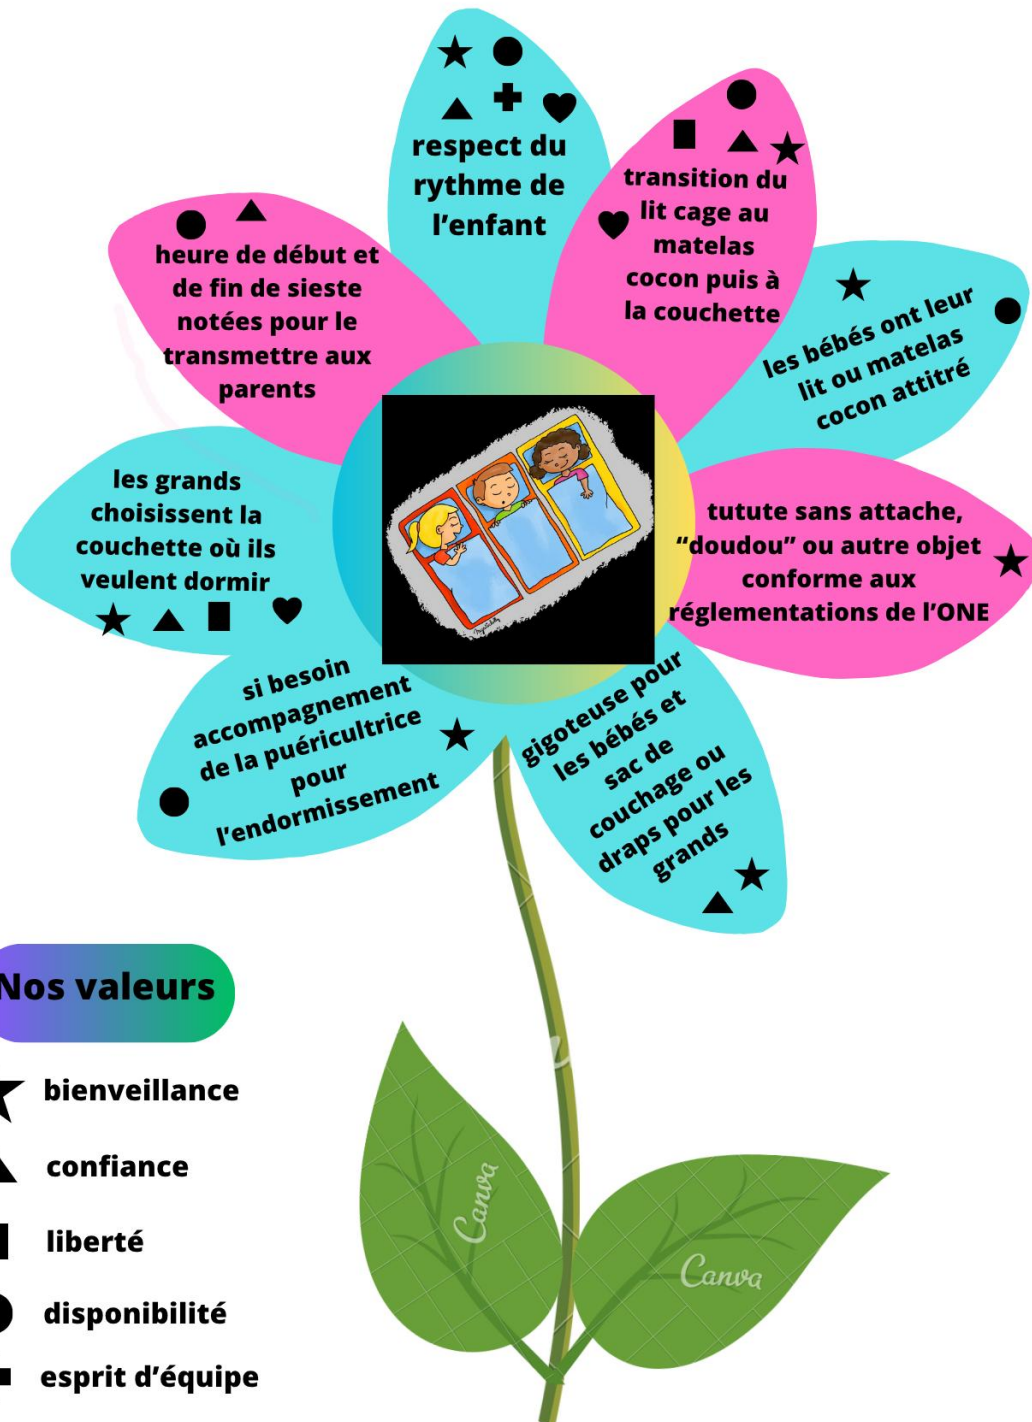 respect du
rythme de
l'enfant
transition du
lit cage au
matelas
cocon puis à
la couchette
heure de début et
de fin de sieste
notées pour le
transmettre aux
parents
les bébés ont leur
lit ou matelas
cocon attitré
les grands
choisissent la
couchette où ils
veulent dormir
tutute sans attache,
“doudou” ou autre objet
conforme aux
réglementations de l'ONE
si besoin
accompagnement
de la puéricultrice
pour
l'endormissement
gigoteuse pour
les bébés et
sac de
couchage ou
draps pour les
grands
Nos valeurs
bienveillance
confiance
liberté
disponibilité
esprit d'équipe
Canva
Canva